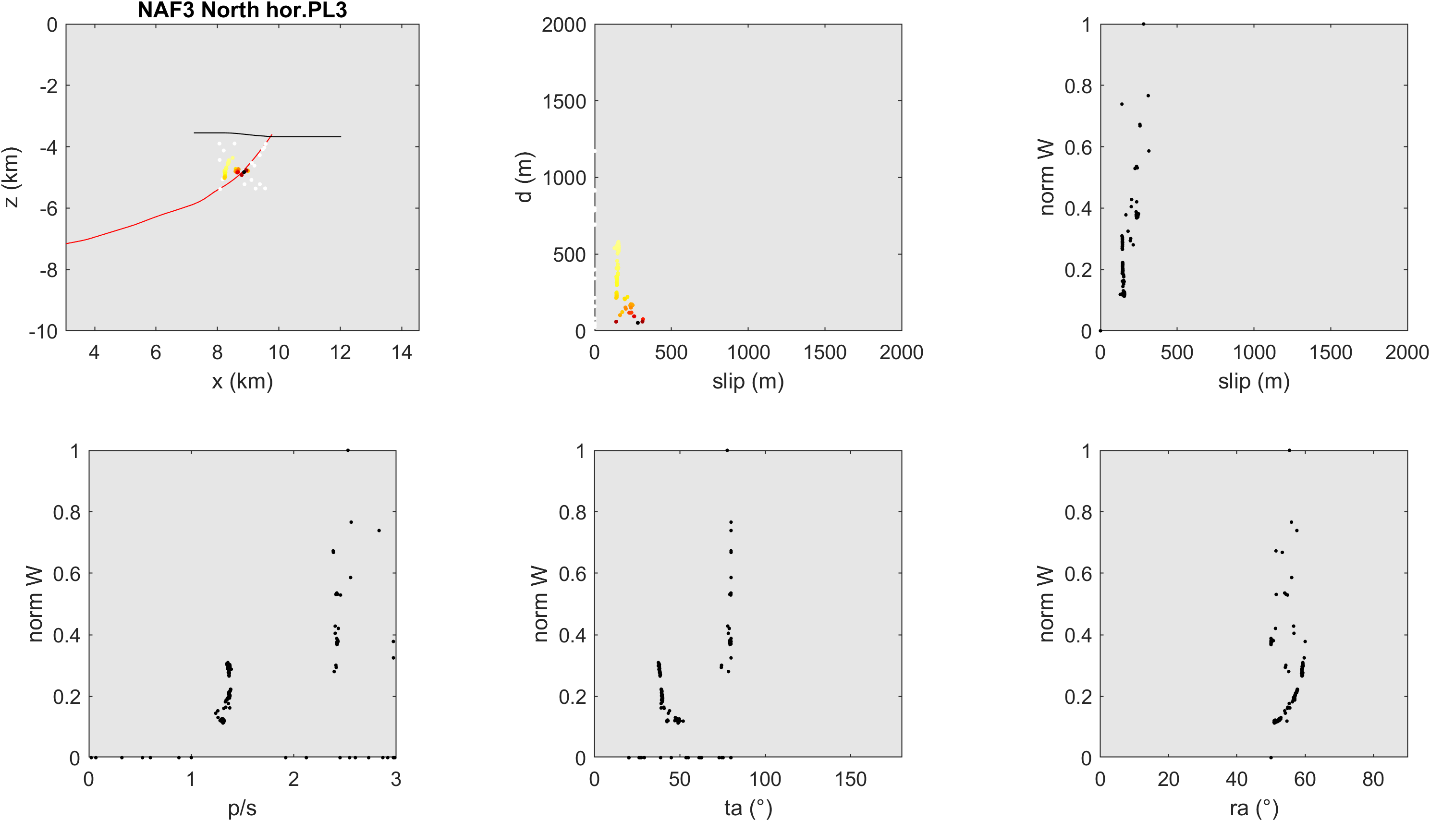 NAF3 North hor.PL3
0
-2
-4
-6
-8
-10
z (km)
4 6 8 10 12 14
x (km)
2000
1500
1000
500
0
d (m)
0 500 1000 1500 2000
slip (m)
1
0.8
0.6
0.4
0.2
0
norm W
0 500 1000 1500 2000
slip (m)
1
0.8
0.6
0.4
0.2
0
norm W
0 1 2 3
p/s
1
0.8
0.6
0.4
0.2
0
norm W
0 50 100 150
ta (°)
1
0.8
0.6
0.4
0.2
0
norm W
0 20 40 60 80
ra (°)